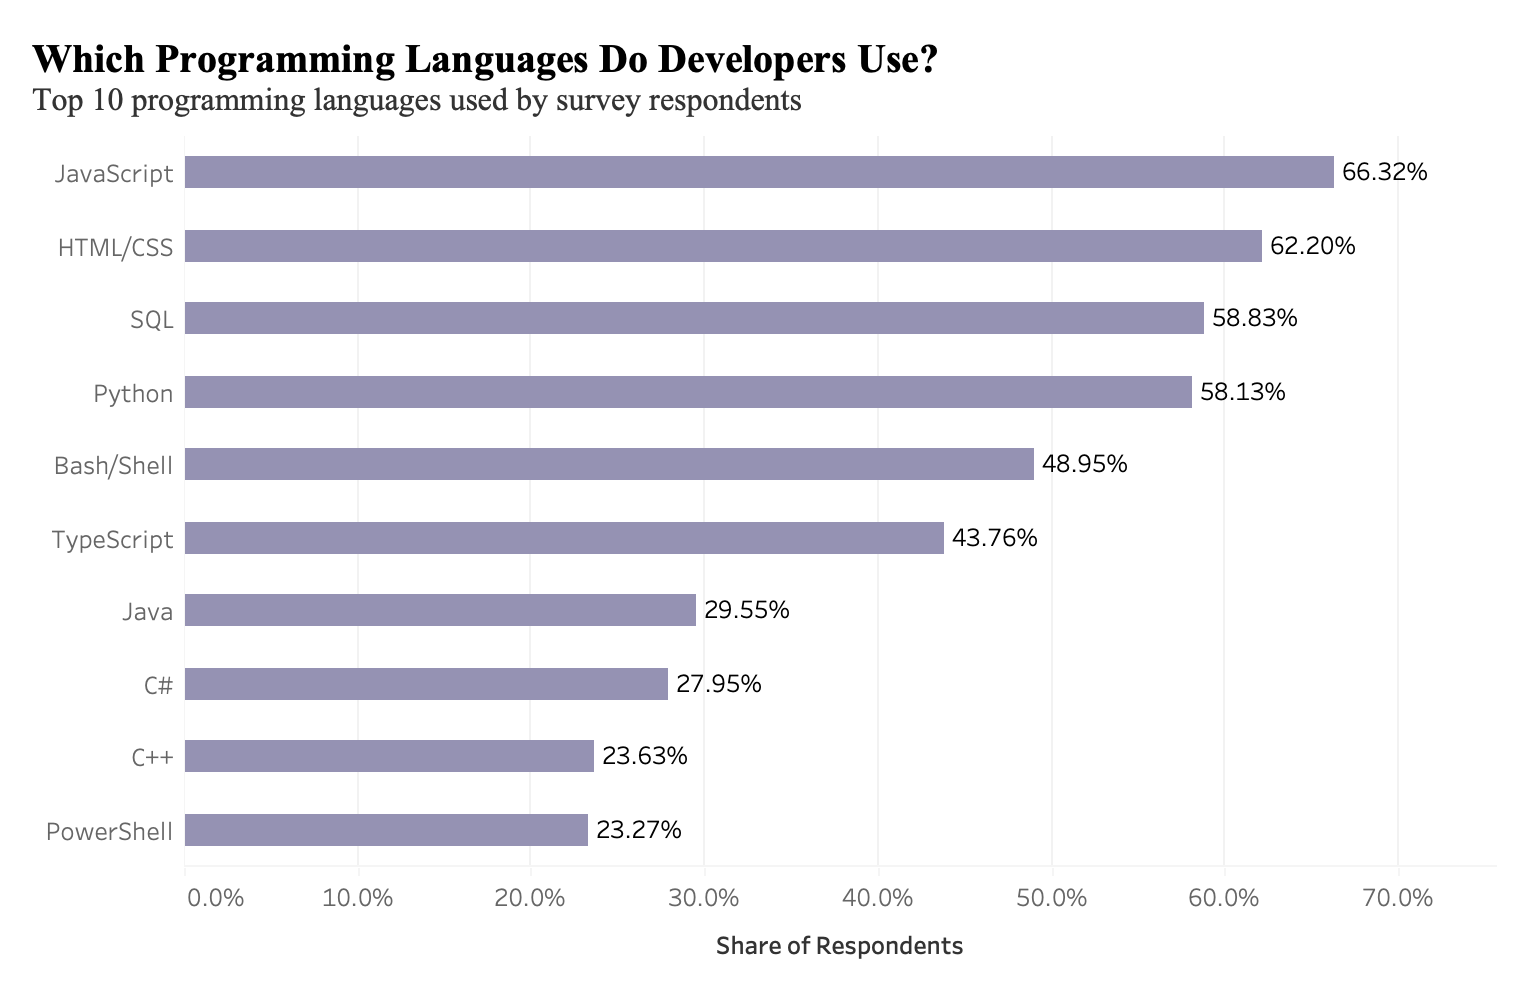 Which Programming Languages Do Developers Use?
Top 10 programming languages used by survey respondents
JavaScript 66.32%
HTML/CSS 62.20%
SQL 58.83%
Python 58.13%
Bash/Shell 48.95%
TypeScript 43.76%
Java 29.55%
C# 27.95%
C++ 23.63%
PowerShell 23.27%
0.0% 10.0% 20.0% 30.0% 40.0% 50.0% 60.0% 70.0%
Share of Respondents